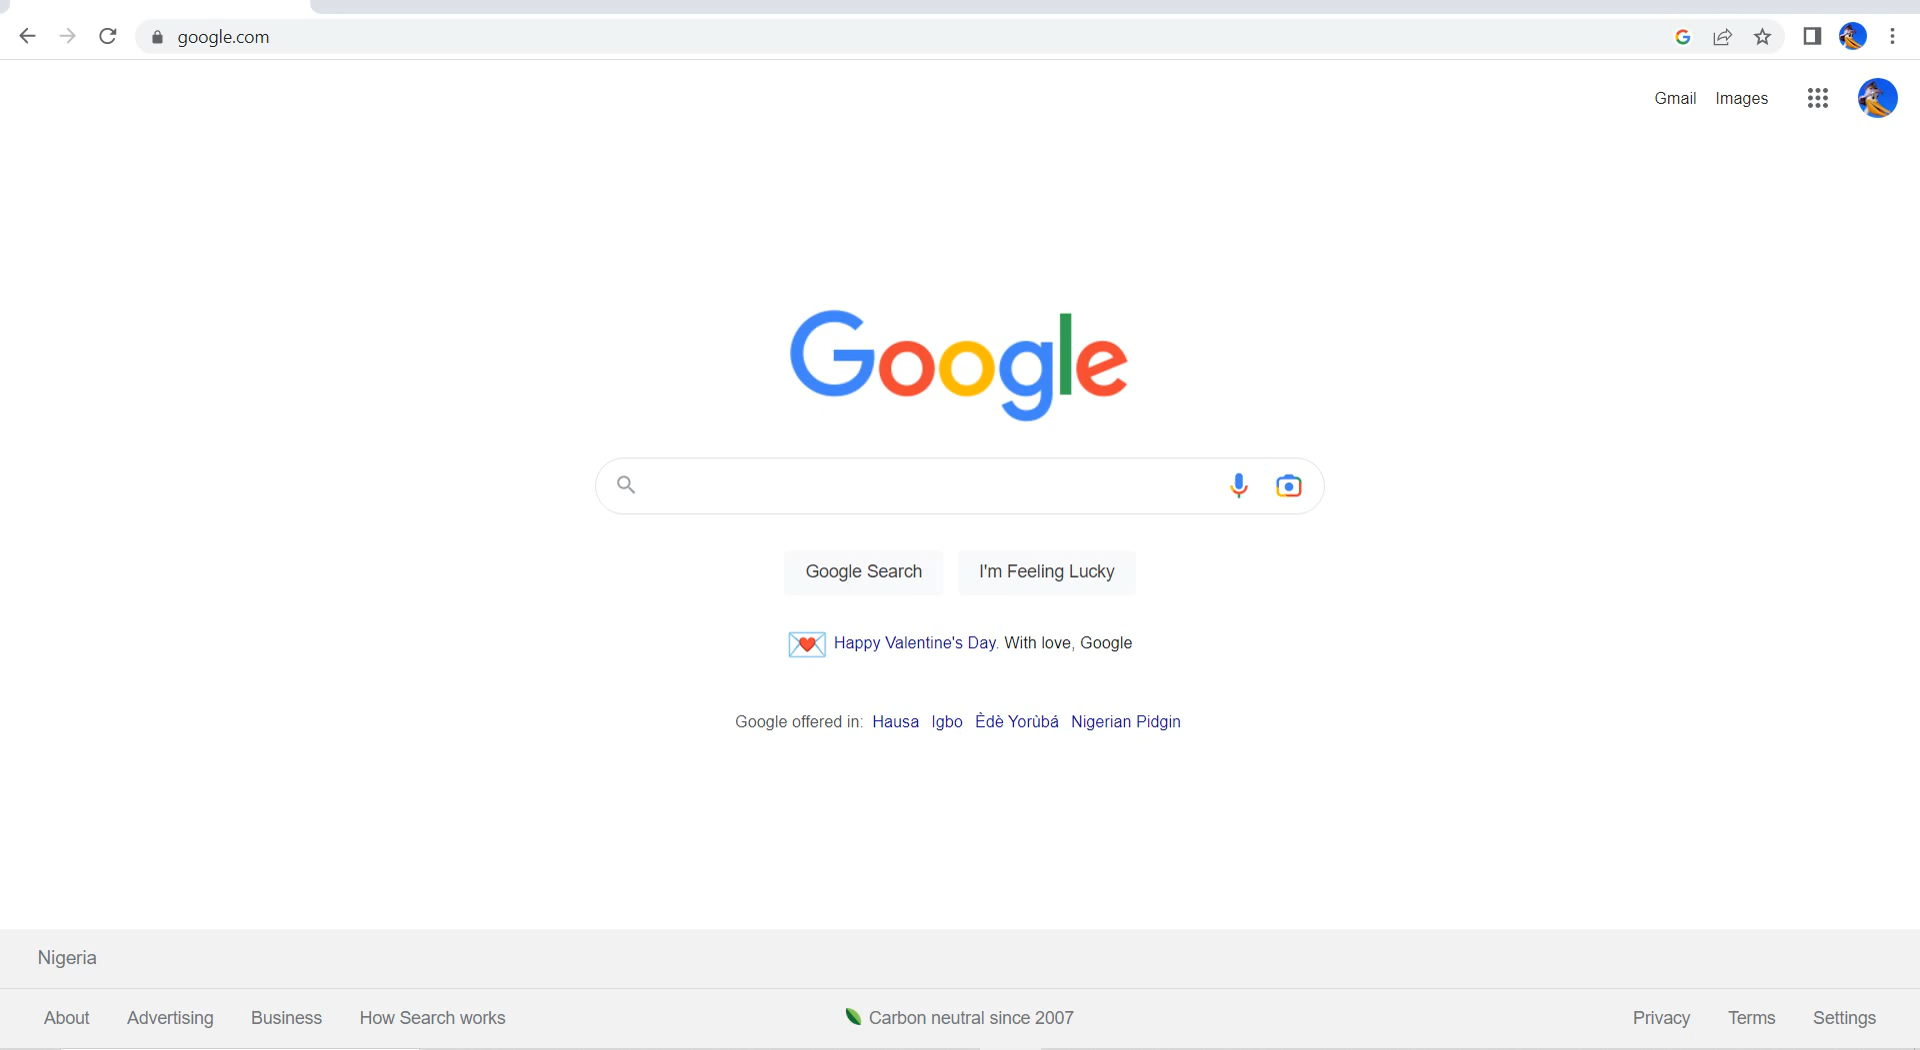 google.com
Gmail Images
Google
Google Search I'm Feeling Lucky
Happy Valentine's Day. With love, Google
Google offered in: Hausa Igbo Èdè Yorùbá Nigerian Pidgin
Nigeria
About Advertising Business How Search works Carbon neutral since 2007 Privacy Terms Settings